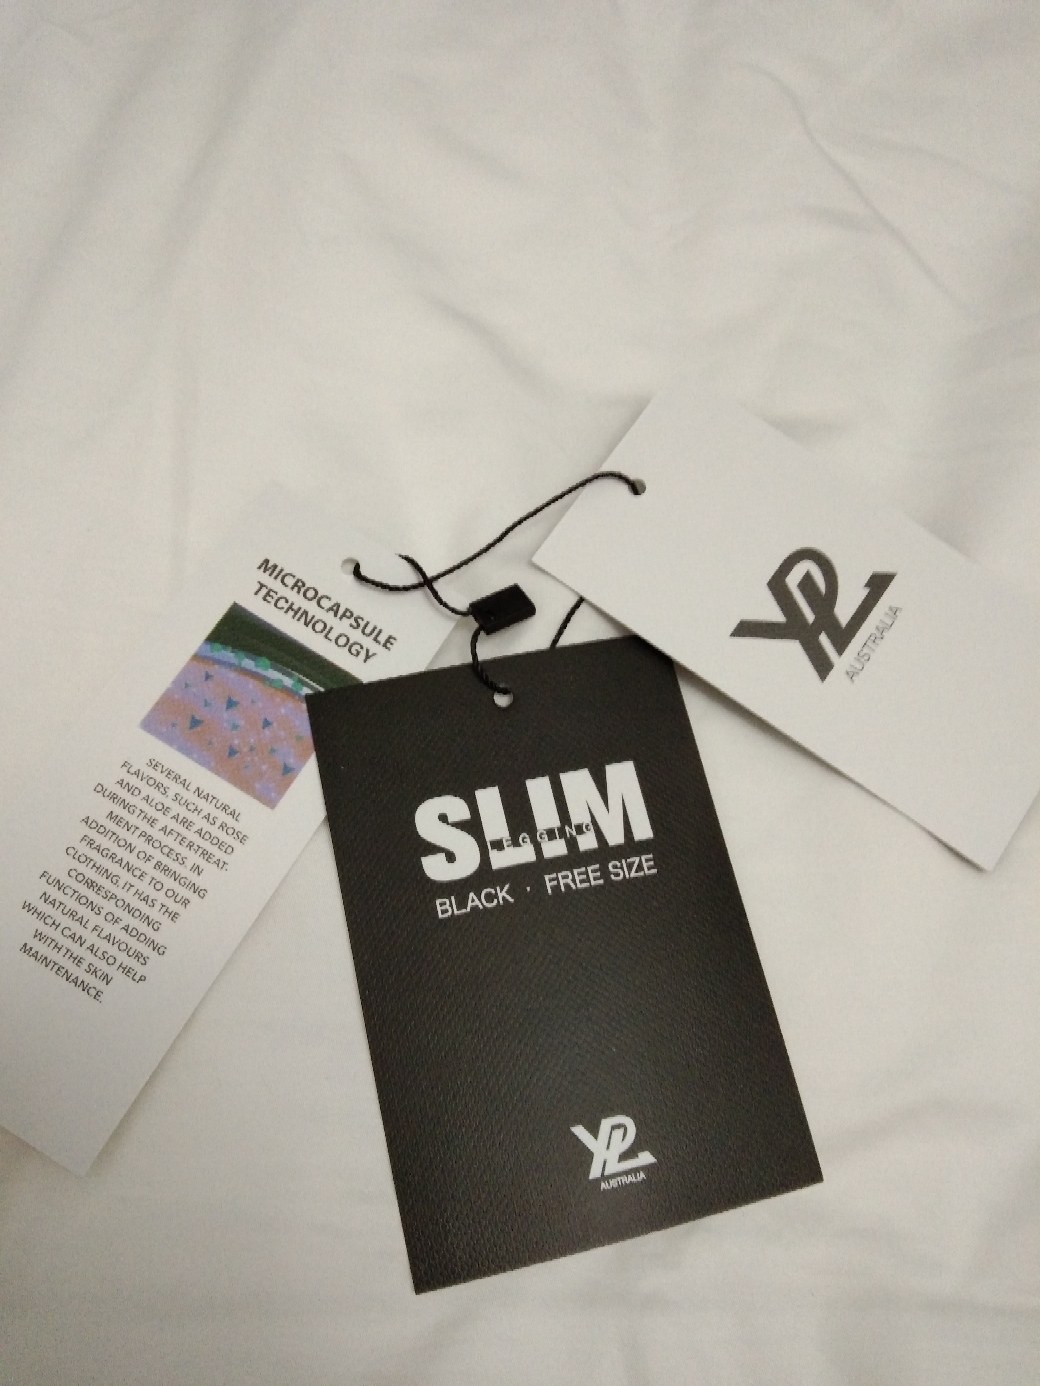 MICROCAPSULE
TECHNOLOGY
SEVERAL NATURAL
FLAVORS, SUCH AS ROSE
AND ALOE ARE ADDED
DURING THE AFTER-TREAT-
MENT PROCESS, IN
ADDITION OF BRINGING
FRAGRANCE TO OUR
CLOTHING, IT HAS THE
CORRESPONDING
FUNCTIONS OF ADDING
NATURAL FLAVOURS
WHICH CAN ALSO HELP
WITH THE SKIN
MAINTENANCE.
SLIM
LEGGING
BLACK · FREE SIZE
YPL
AUSTRALIA
YPL
AUSTRALIA